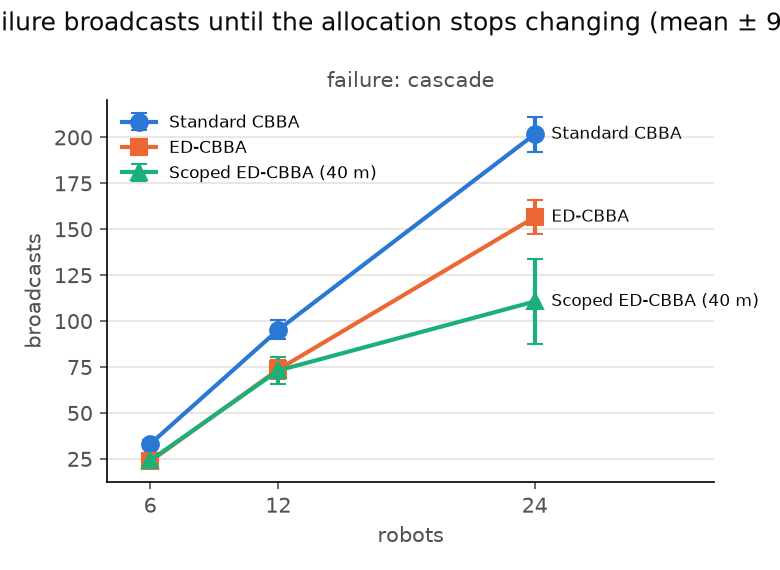 ilure broadcasts until the allocation stops changing (mean ± 9
failure: cascade
Standard CBBA
ED-CBBA
Scoped ED-CBBA (40 m)
Standard CBBA
ED-CBBA
Scoped ED-CBBA (40 m)
broadcasts
200
175
150
125
100
75
50
25
6
12
24
robots